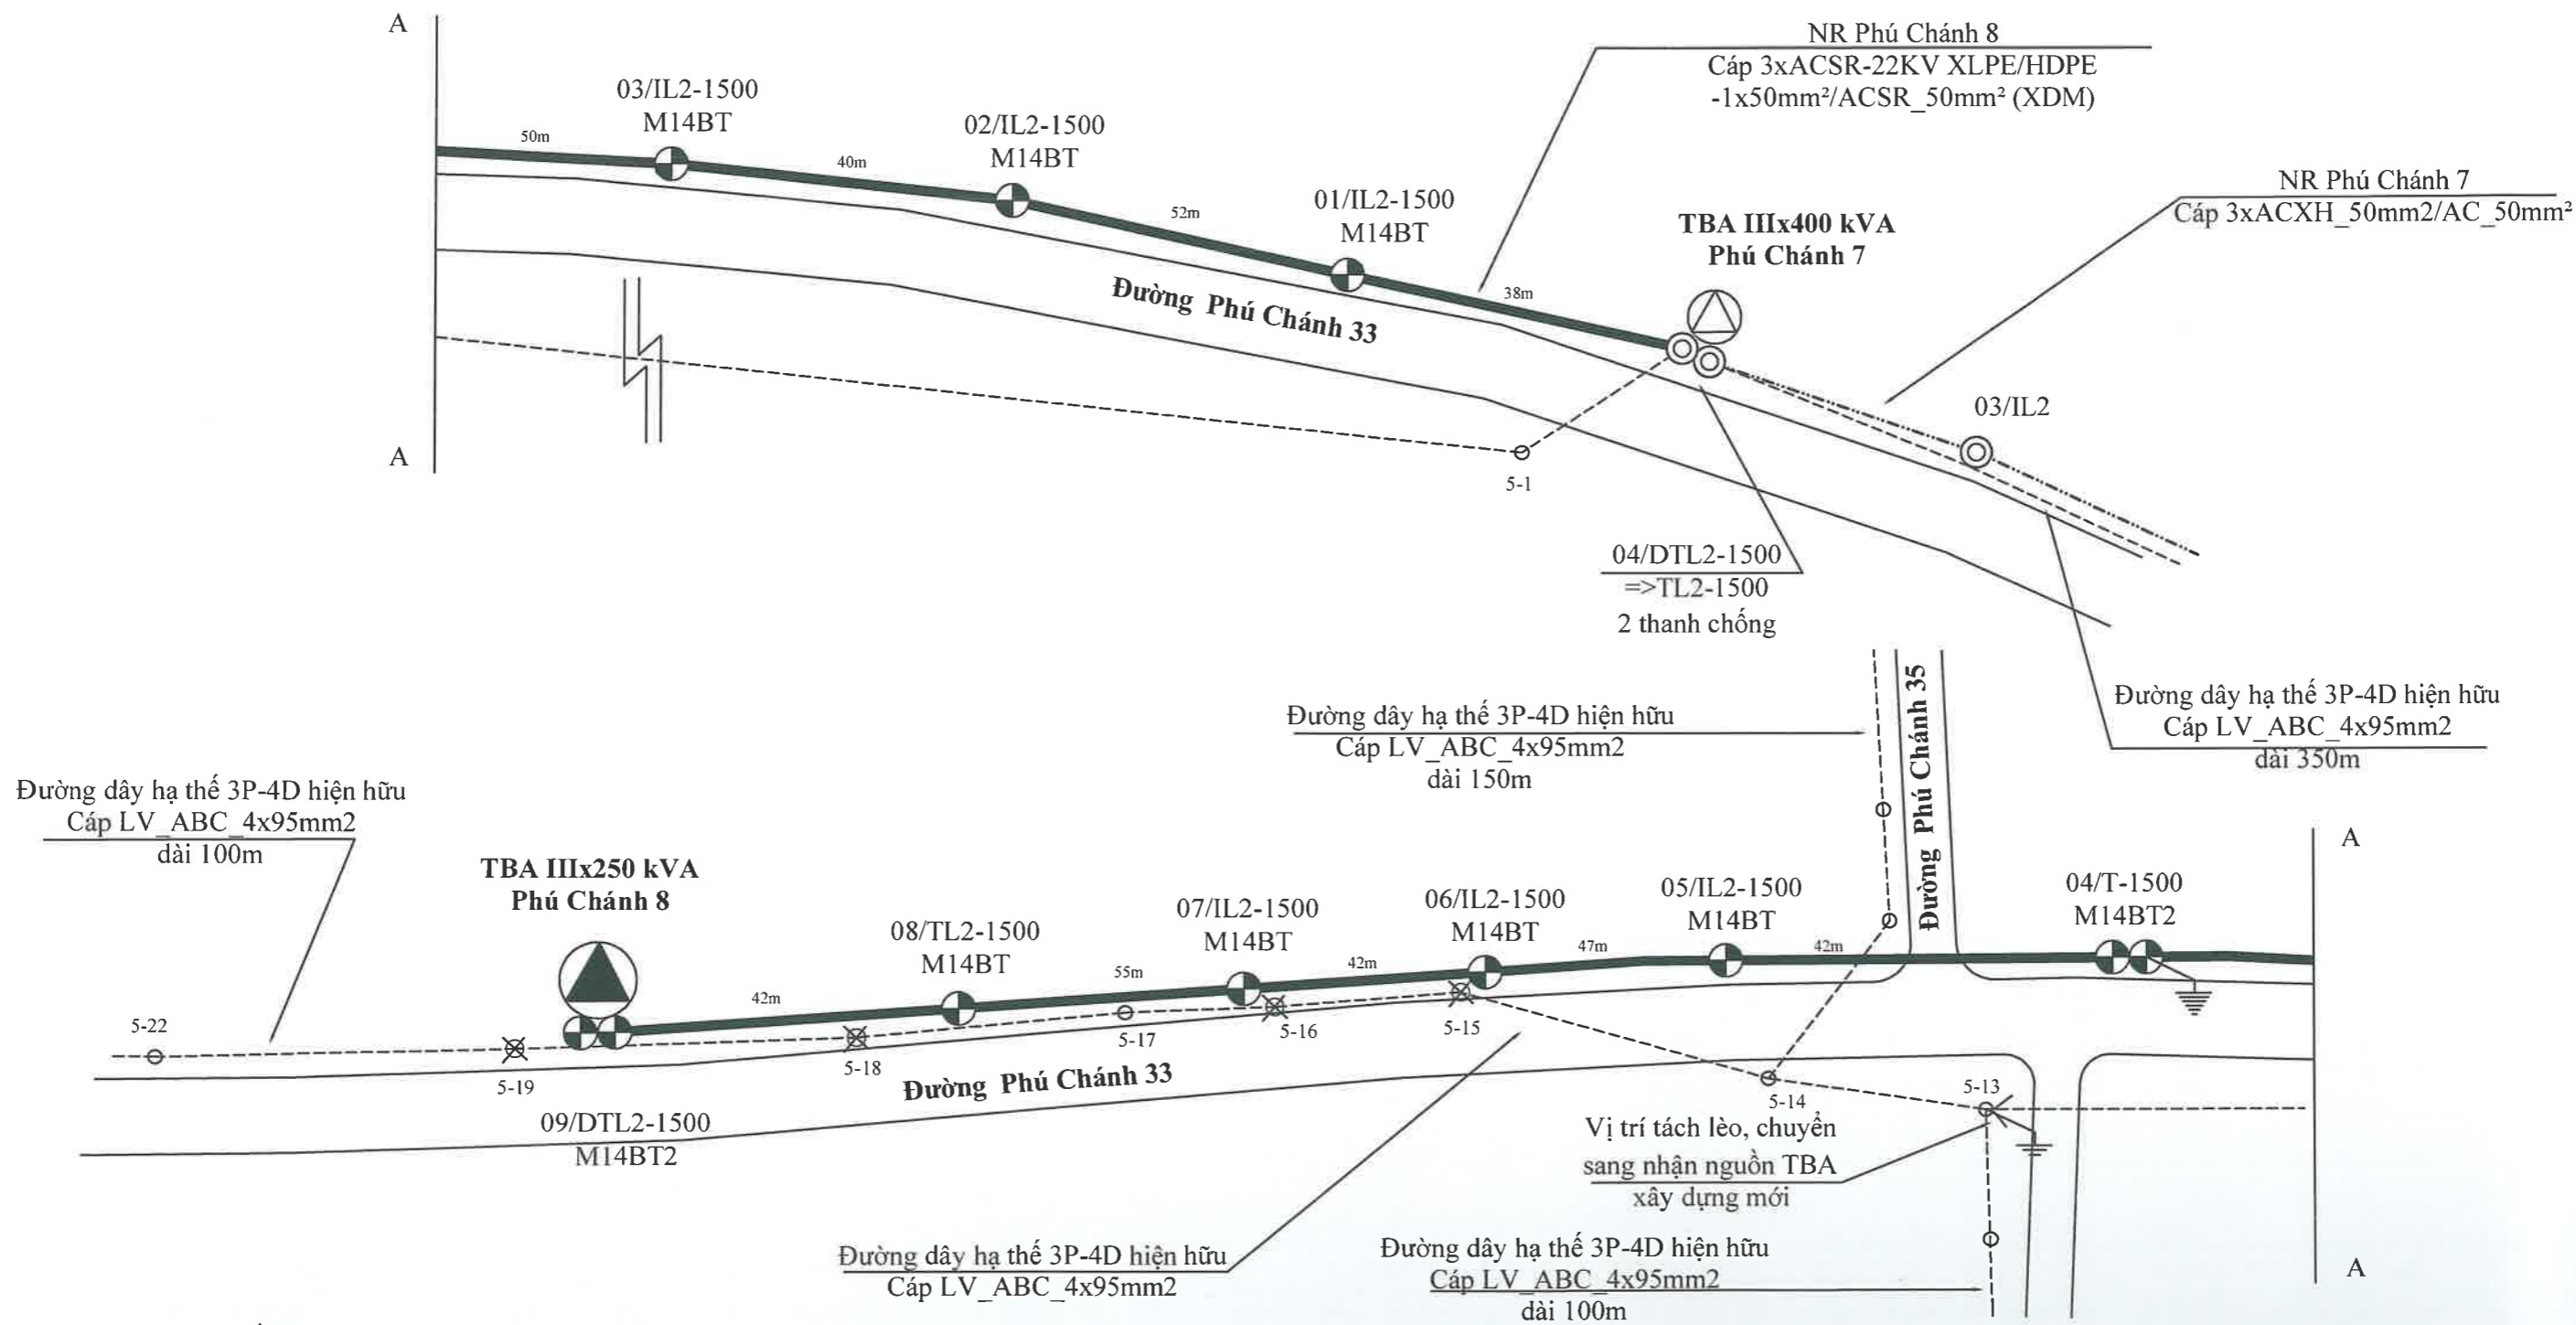 A
NR Phú Chánh 8
Cáp 3xACSR-22KV XLPE/HDPE
-1x50mm²/ACSR_50mm² (XDM)
03/IL2-1500
M14BT
02/IL2-1500
M14BT
50m
40m
NR Phú Chánh 7
Cáp 3xACXH_50mm2/AC_50mm²
01/IL2-1500
M14BT
52m
TBA IIIx400 kVA
Phú Chánh 7
Đường Phú Chánh 33
38m
03/IL2
A
5-1
04/DTL2-1500
=>TL2-1500
2 thanh chống
Đường dây hạ thế 3P-4D hiện hữu
Cáp LV_ABC_4x95mm2
dài 350m
Đường dây hạ thế 3P-4D hiện hữu
Cáp LV_ABC_4x95mm2
dài 150m
Đường Phú Chánh 35
Đường dây hạ thế 3P-4D hiện hữu
Cáp LV_ABC_4x95mm2
dài 100m
A
TBA IIIx250 kVA
Phú Chánh 8
08/TL2-1500
M14BT
07/IL2-1500
M14BT
06/IL2-1500
M14BT
05/IL2-1500
M14BT
04/T-1500
M14BT2
42m
55m
42m
47m
42m
5-22
5-19
5-18
5-17
5-16
5-15
5-14
5-13
Đường Phú Chánh 33
09/DTL2-1500
M14BT2
Vị trí tách lèo, chuyển
sang nhận nguồn TBA
xây dựng mới
Đường dây hạ thế 3P-4D hiện hữu
Cáp LV_ABC_4x95mm2
Đường dây hạ thế 3P-4D hiện hữu
Cáp LV_ABC_4x95mm2
dài 100m
A